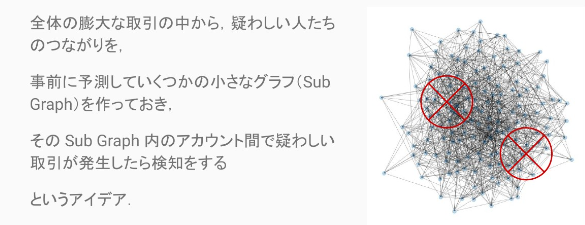 全体の膨大な取引の中から，疑わしい人たち
のつながりを，
事前に予測していくつかの小さなグラフ（Sub
Graph）を作っておき，
その Sub Graph 内のアカウント間で疑わしい
取引が発生したら検知をする
というアイデア．